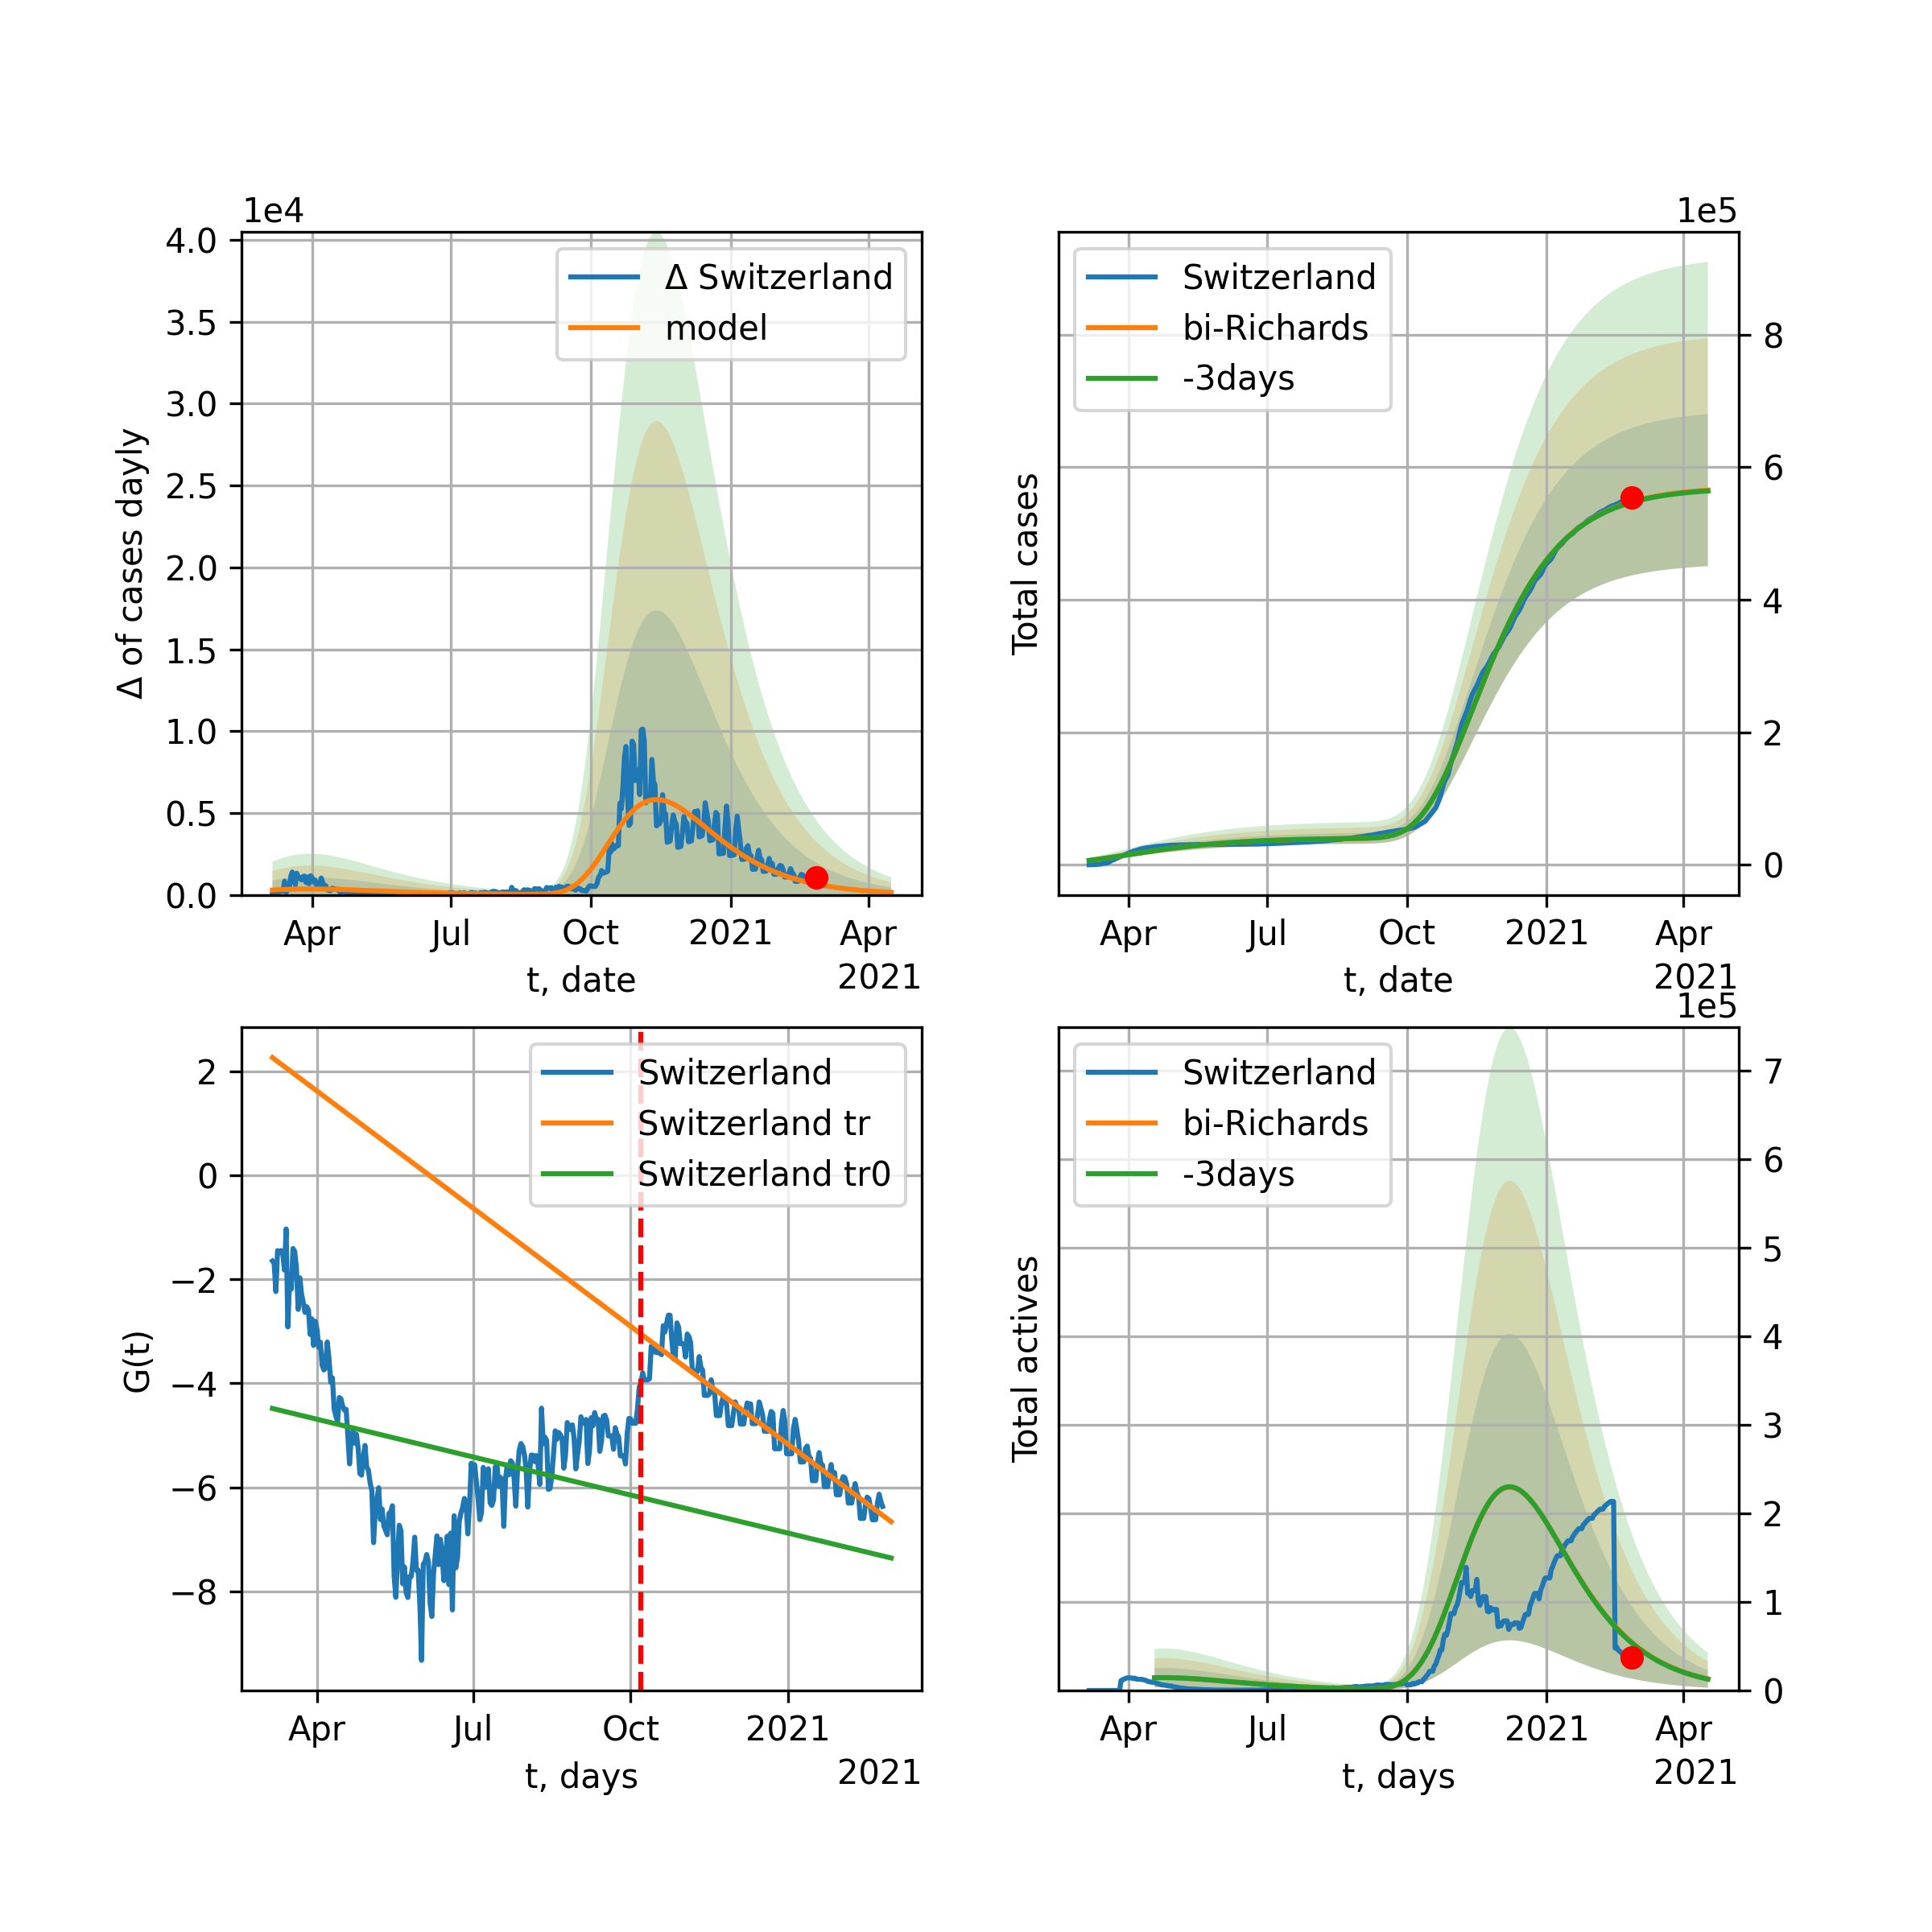 1e4
4.0
3.5
3.0
2.5
2.0
1.5
1.0
0.5
0.0
Δ of cases dayly
Δ Switzerland
model
Apr
Jul
Oct
2021
Apr
2021
t, date
1e5
Switzerland
bi-Richards
-3days
Total cases
8
6
4
2
0
Apr
Jul
Oct
2021
Apr
2021
t, date
2
0
−2
−4
−6
−8
G(t)
Switzerland
Switzerland tr
Switzerland tr0
Apr
Jul
Oct
2021
2021
t, days
1e5
Switzerland
bi-Richards
-3days
Total actives
7
6
5
4
3
2
1
0
Apr
Jul
Oct
2021
Apr
2021
t, days